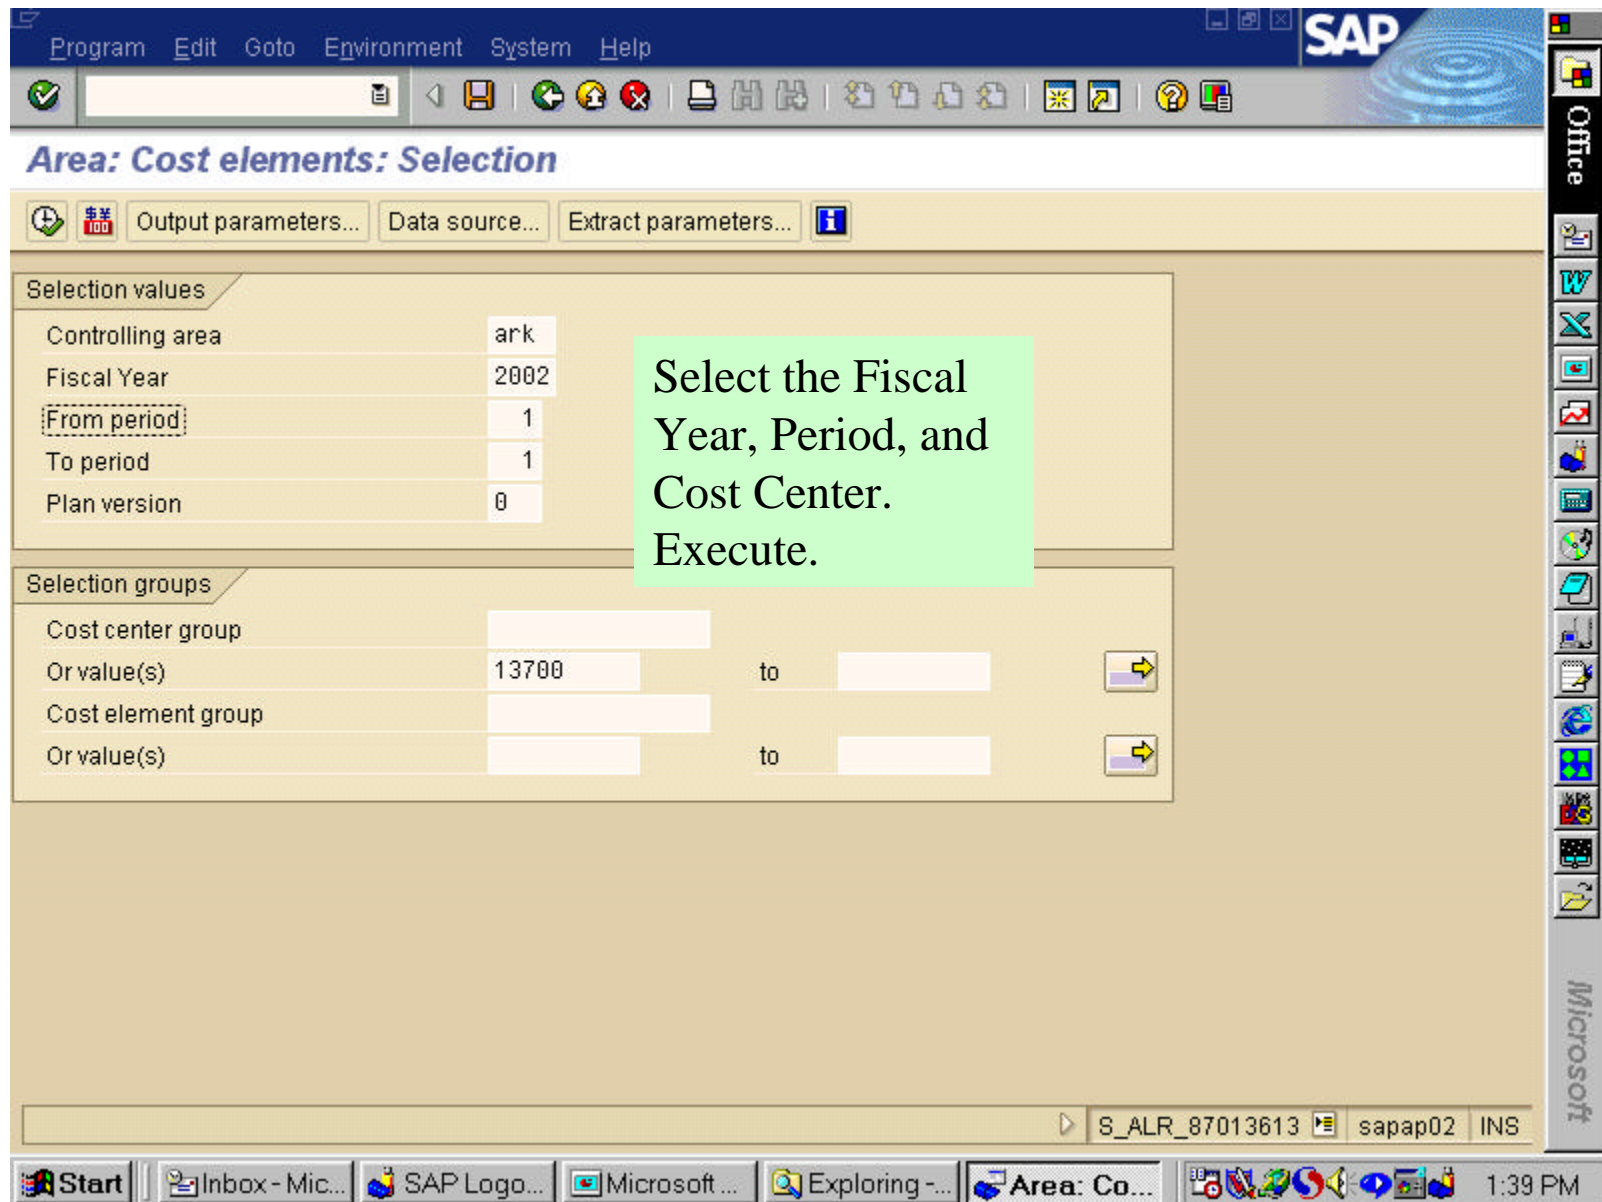 Program Edit Goto Environment System Help
SAP
Area: Cost elements: Selection
Output parameters... Data source... Extract parameters...
Selection values
Controlling area ark
Fiscal Year 2002
From period 1
To period 1
Plan version 0
Select the Fiscal
Year, Period, and
Cost Center.
Execute.
Selection groups
Cost center group
Or value(s) 13700 to
Cost element group
Or value(s) to
S_ALR_87013613 sapap02 INS
Office
Microsoft
Start Inbox - Mic... SAP Logo... Microsoft ... Exploring -... Area: Co... 1:39 PM